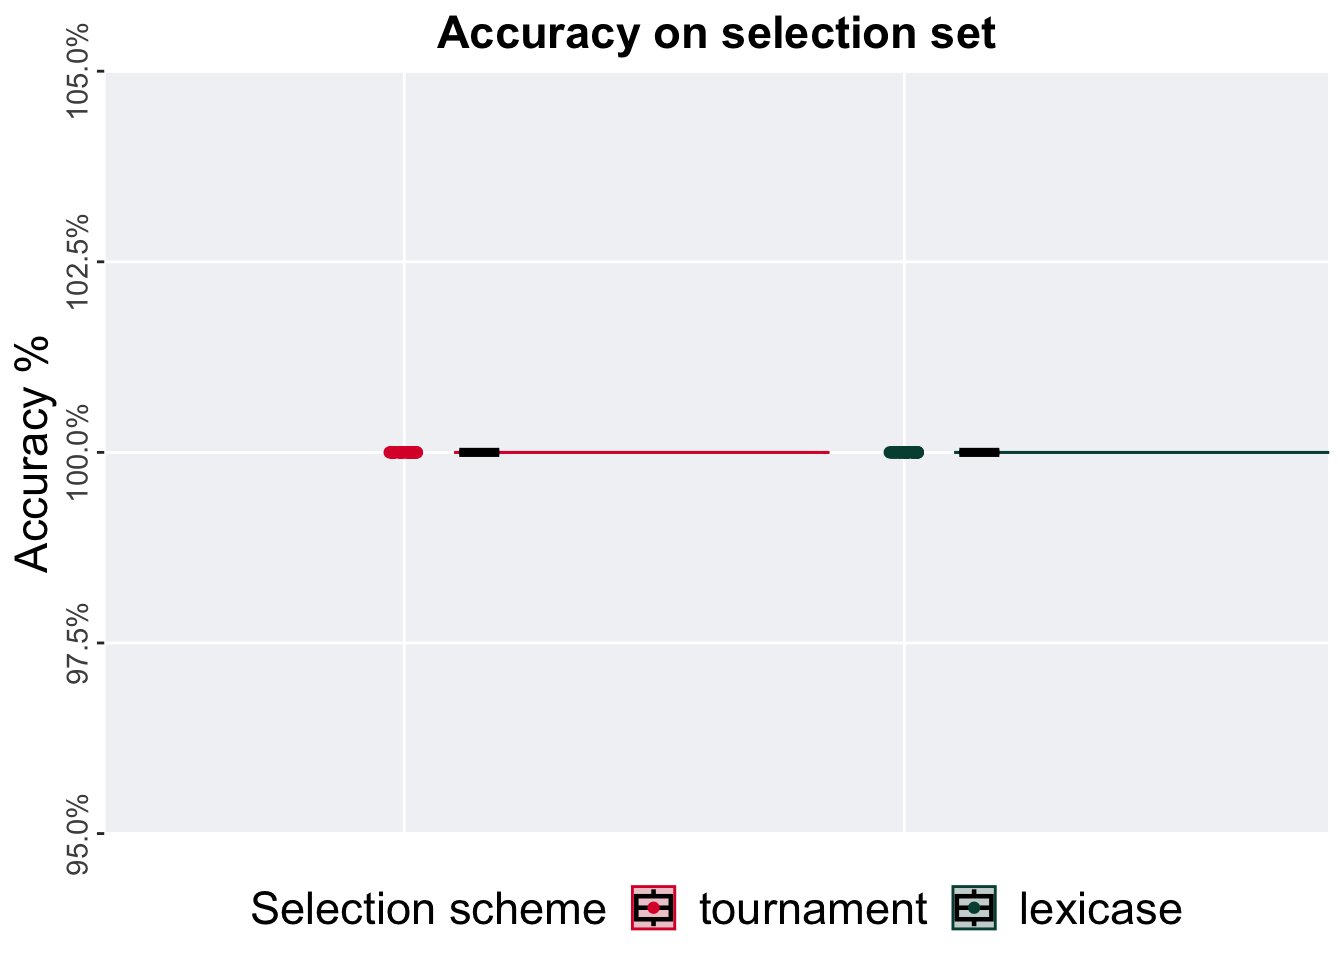 Accuracy on selection set
Accuracy %
105.0%
102.5%
100.0%
97.5%
95.0%
Selection scheme tournament lexicase